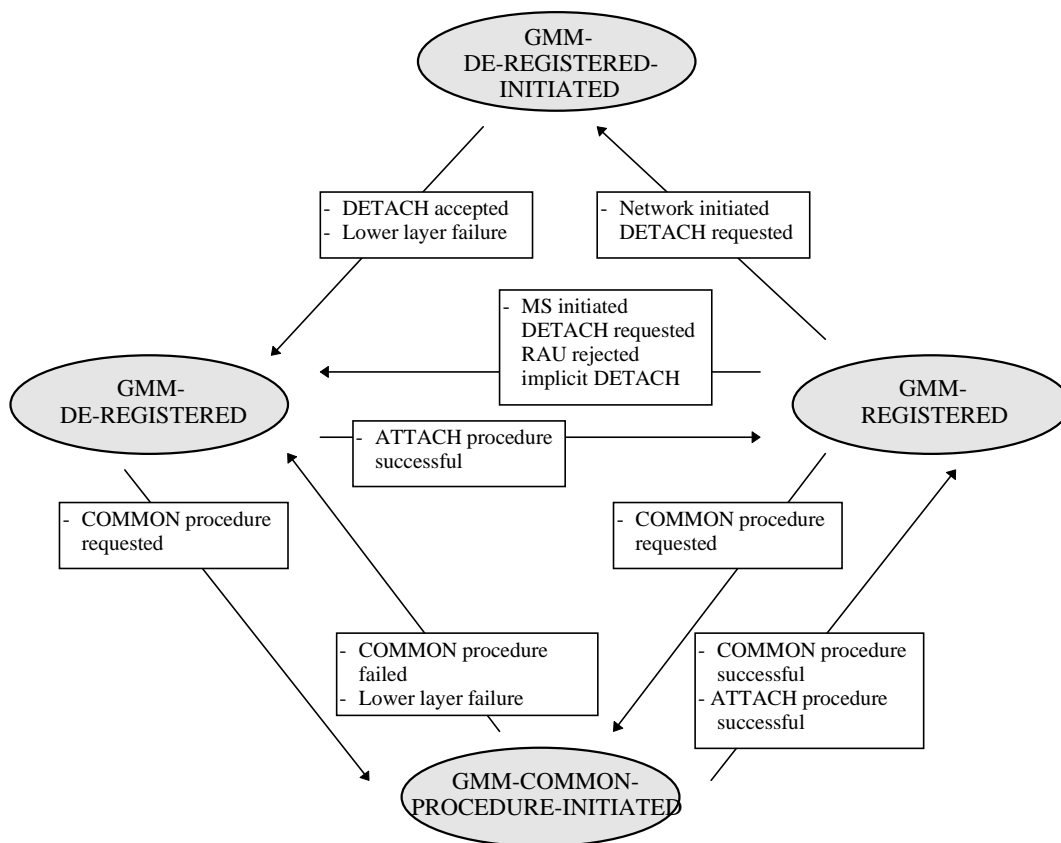 GMM-
DE-REGISTERED-
INITIATED
- DETACH accepted
- Lower layer failure
- Network initiated
DETACH requested
- MS initiated
DETACH requested
RAU rejected
implicit DETACH
GMM-
DE-REGISTERED
GMM-
REGISTERED
- ATTACH procedure
successful
- COMMON procedure
requested
- COMMON procedure
requested
- COMMON procedure
failed
- Lower layer failure
- COMMON procedure
successful
- ATTACH procedure
successful
GMM-COMMON-
PROCEDURE-INITIATED